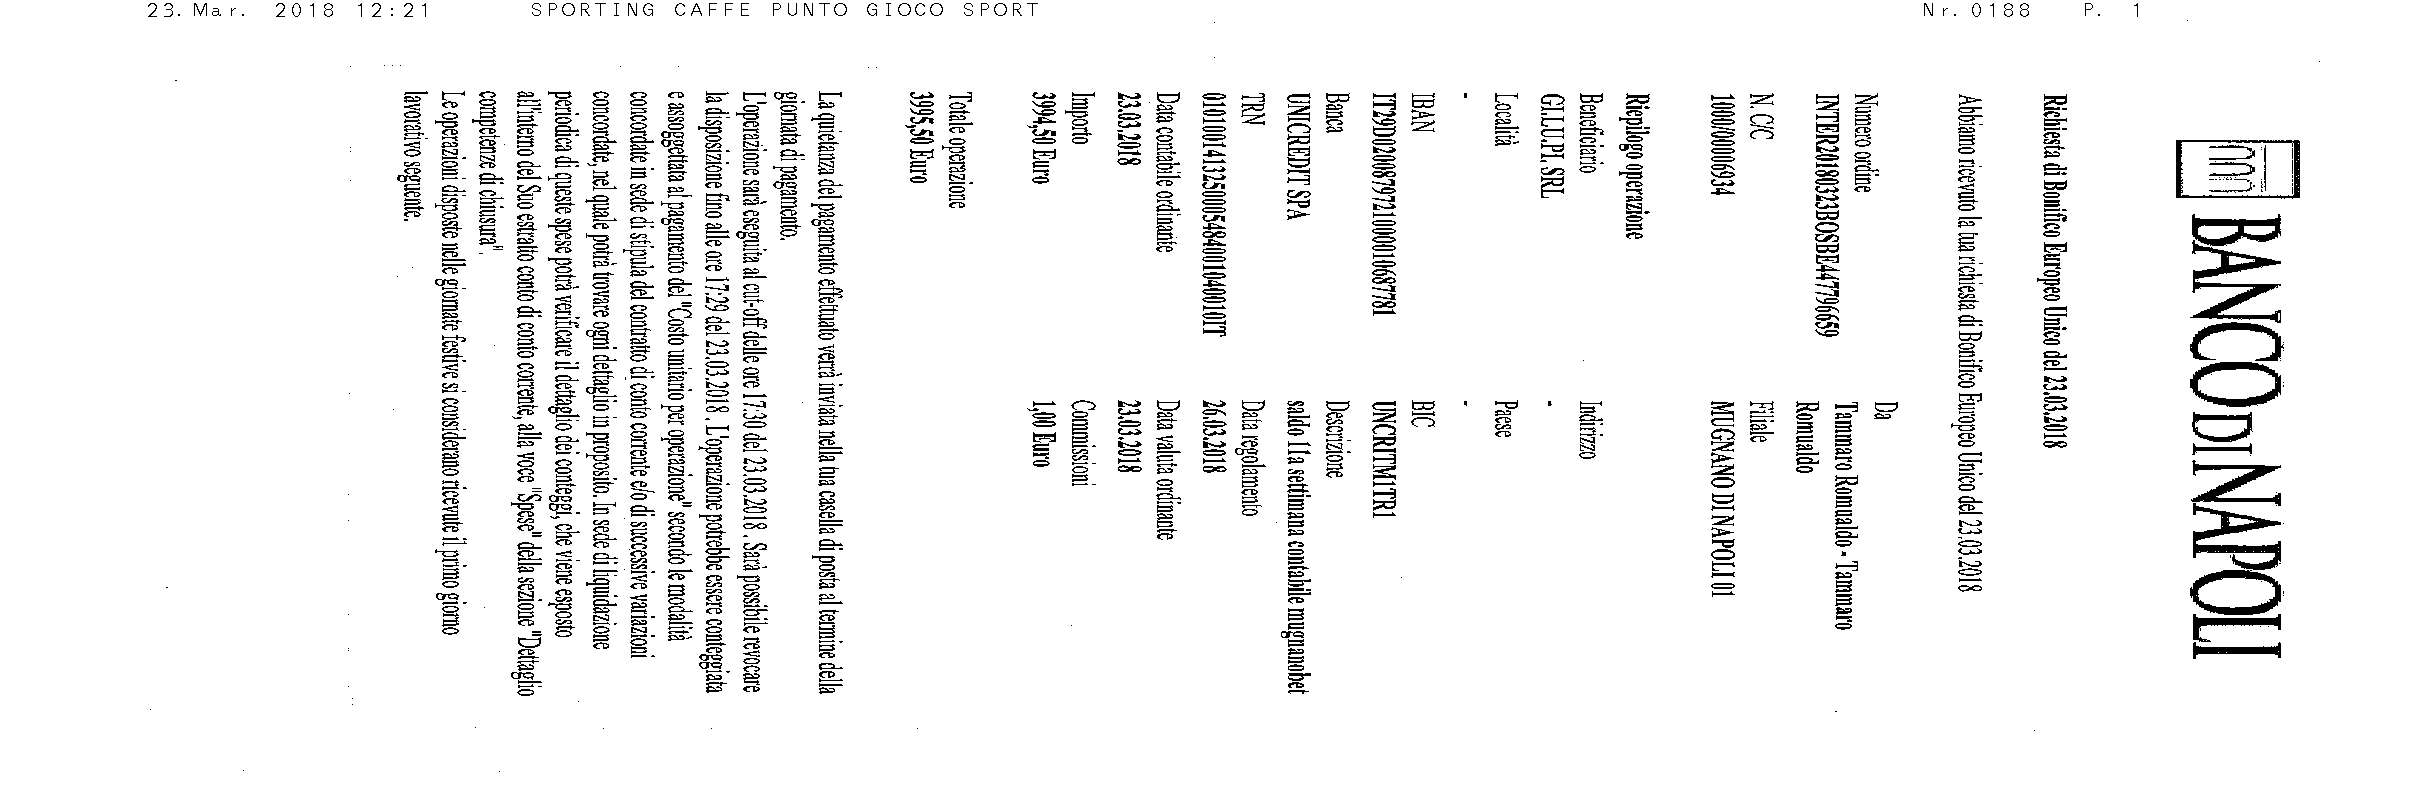 23.Mar. 2018 12:21 SPORTING CAFFE PUNTO GIOCO SPORT Nr.0188 P. 1
BANCO DI NAPOLI
Richiesta di Bonifico Europeo Unico del 23.03.2018
Abbiamo ricevuto la tua richiesta di Bonifico Europeo Unico del 23.03.2018
Numero ordine Da
INTER20180323BOSBE447796659 Tammaro Romualdo - Tammaro
Romualdo
N. C/C Filiale
1000/00006934 MUGNANO DI NAPOLI 01
Riepilogo operazione
Beneficiario Indirizzo
GI.LU.PI. SRL -
Località Paese
- -
IBAN BIC
IT29D0200879721000010687781 UNCRITM1TR1
Banca Descrizione
UNICREDIT SPA saldo 11a settimana contabile mugnanobet
TRN Data regolamento
0101001413250005484000104001OIT 26.03.2018
Data contabile ordinante Data valuta ordinante
23.03.2018 23.03.2018
Importo Commissioni
3994,50 Euro 1,00 Euro
Totale operazione
3995,50 Euro
La quietanza del pagamento effettuato verrà inviata nella tua casella di posta al termine della
giornata di pagamento.
L'operazione sarà eseguita al cut-off delle ore 17:30 del 23.03.2018 . Sarà possibile revocare
la disposizione fino alle ore 17:29 del 23.03.2018 . L'operazione potrebbe essere conteggiata
e assoggettata al pagamento del "Costo unitario per operazione" secondo le modalità
concordate in sede di stipula del contratto di conto corrente e/o di successive variazioni
concordate, nel quale potrà trovare ogni dettaglio in proposito. In sede di liquidazione
periodica di queste spese potrà verificare il dettaglio dei conteggi, che viene esposto
all'interno del Suo estratto conto di conto corrente, alla voce "Spese" della sezione "Dettaglio
competenze di chiusura".
Le operazioni disposte nelle giornate festive si considerano ricevute il primo giorno
lavorativo seguente.